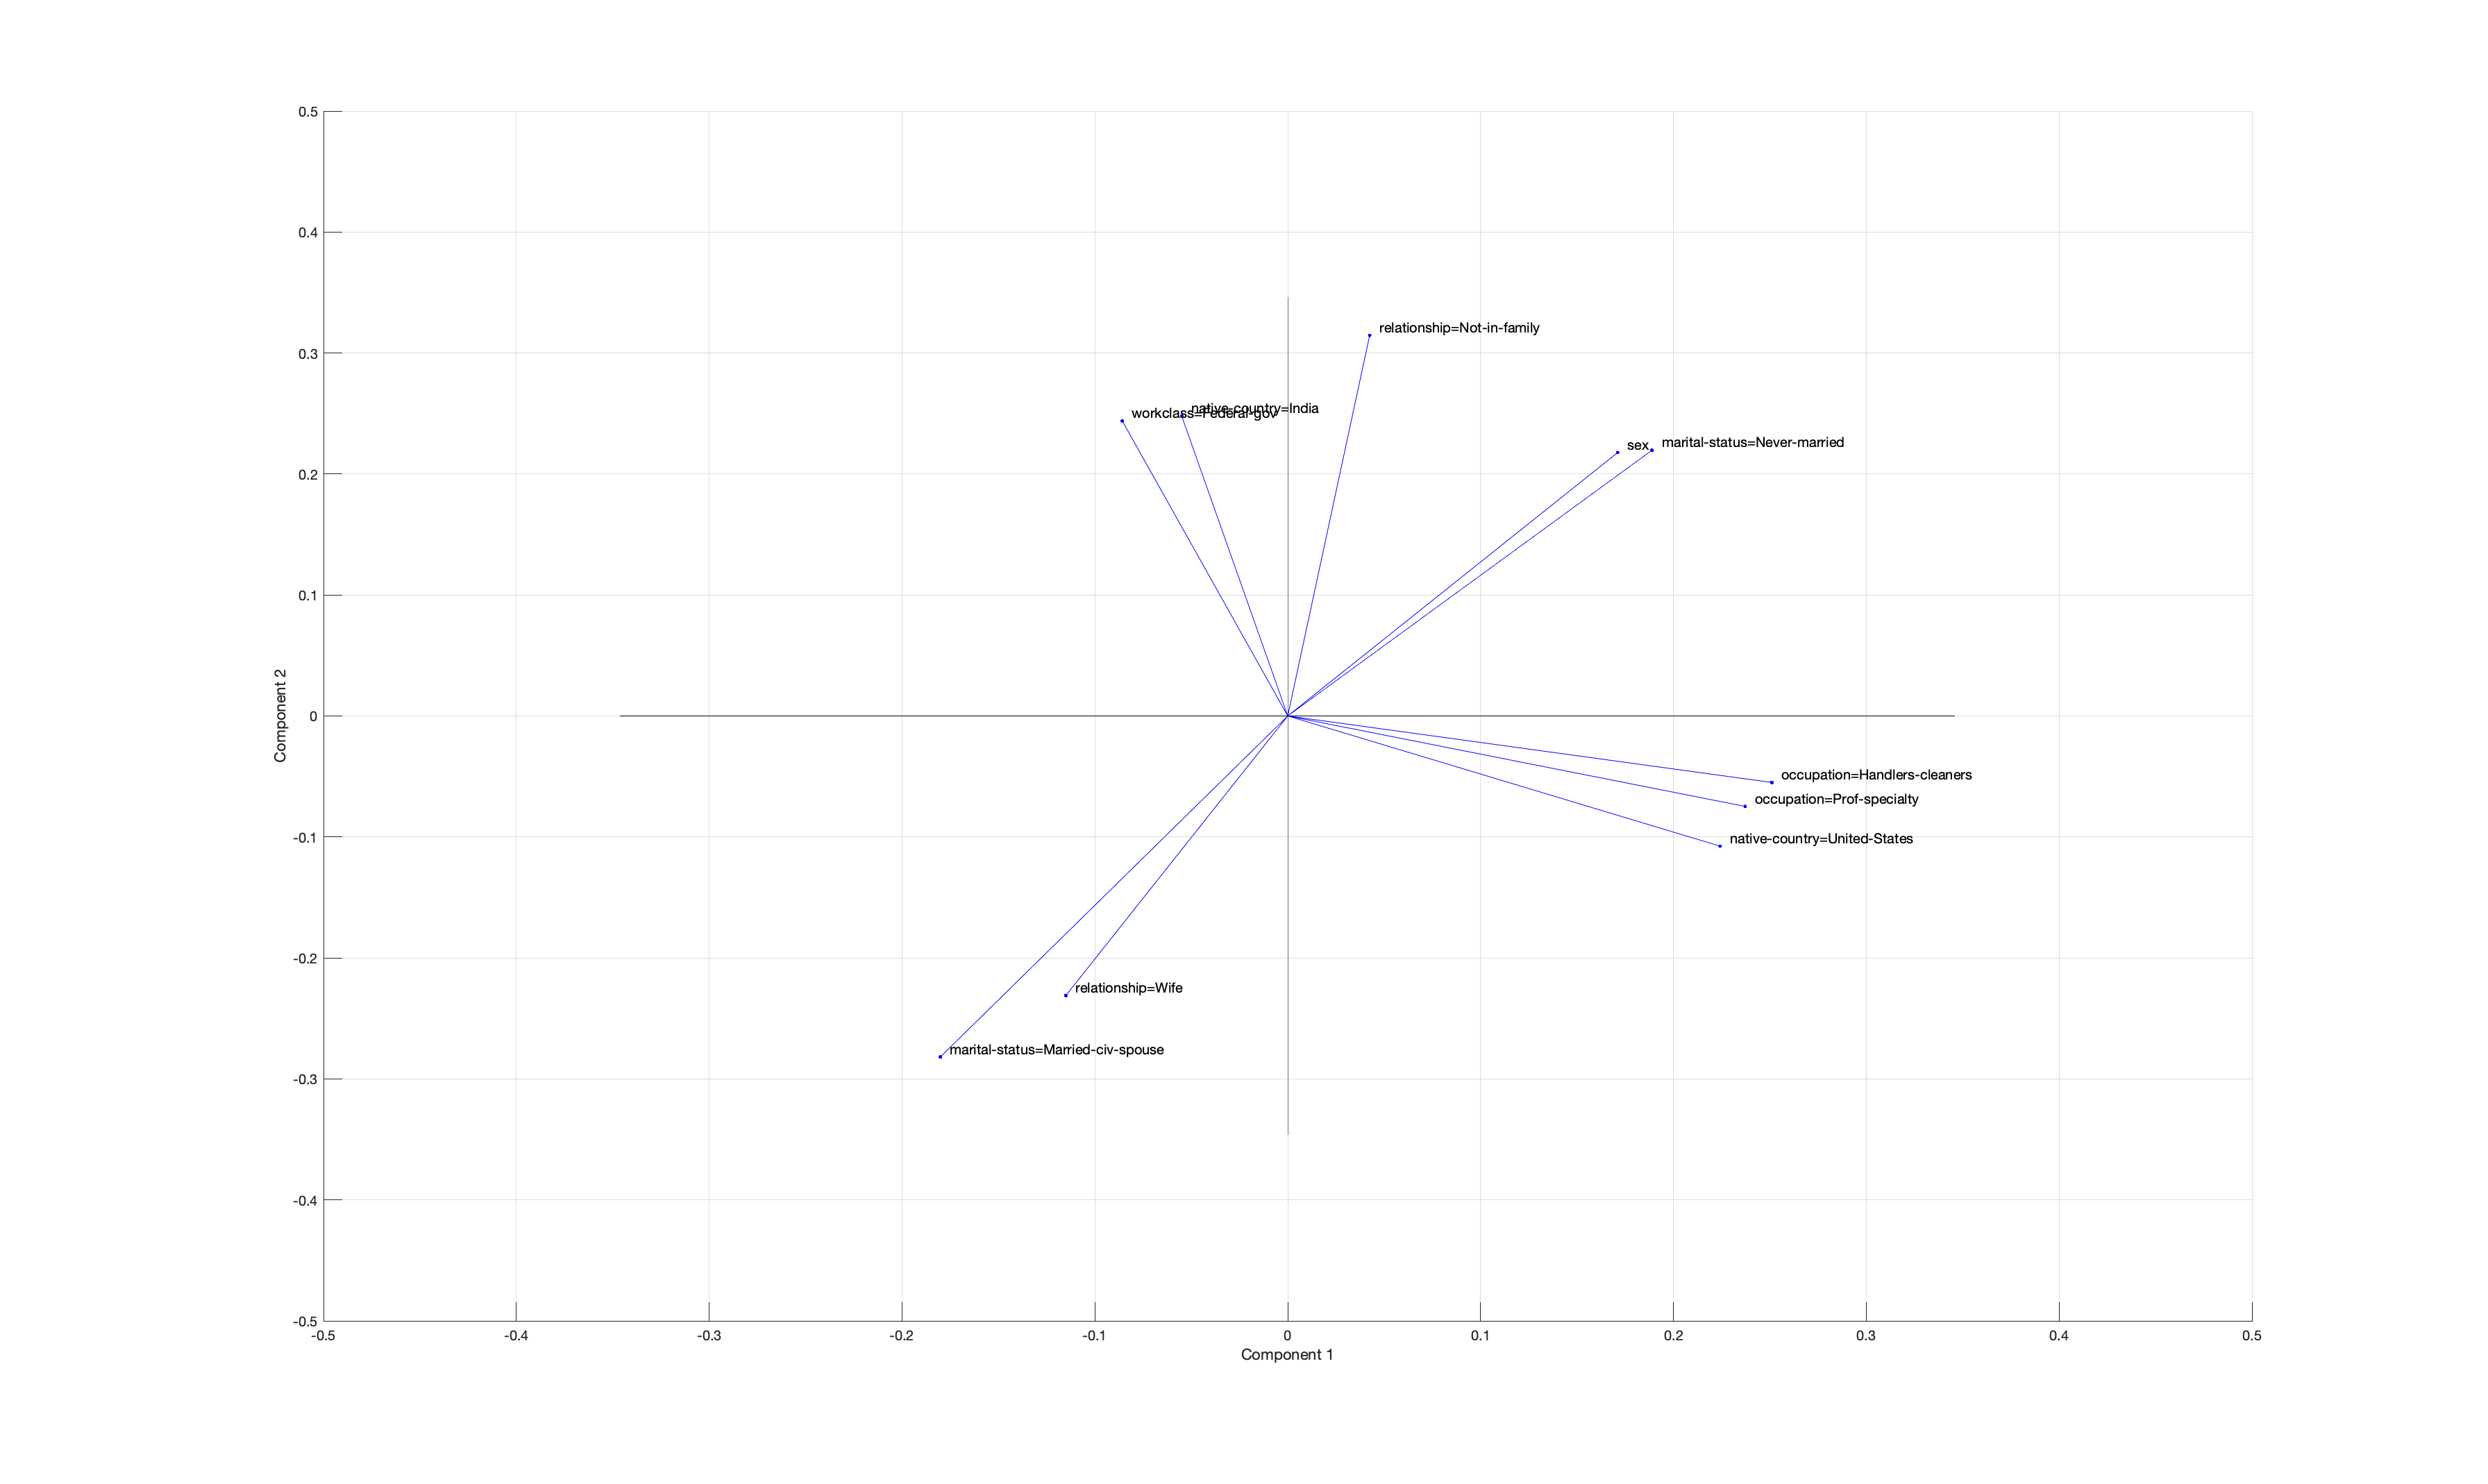 0.5
0.4
0.3
0.2
0.1
0
-0.1
-0.2
-0.3
-0.4
-0.5
Component 2
relationship=Not-in-family
native-country=India
workclass=Federal-gov
marital-status=Never-married
sex
occupation=Handlers-cleaners
occupation=Prof-specialty
native-country=United-States
relationship=Wife
marital-status=Married-civ-spouse
-0.5 -0.4 -0.3 -0.2 -0.1 0 0.1 0.2 0.3 0.4 0.5
Component 1